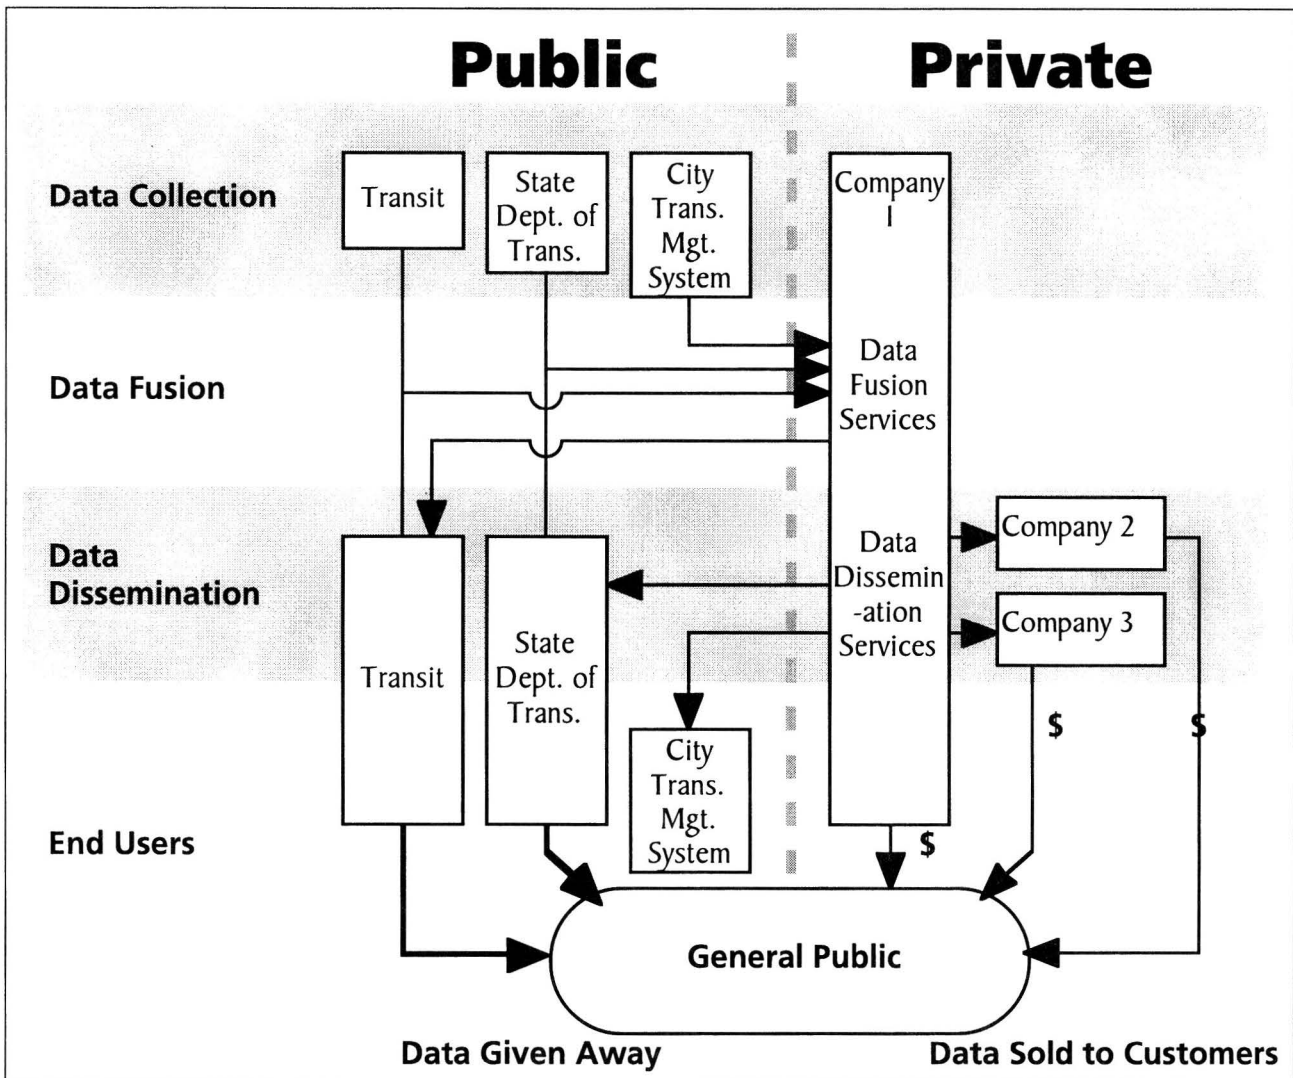 Public
Private
Data Collection
Transit
State
Dept. of
Trans.
City
Trans.
Mgt.
System
Company
I
Data Fusion
Data
Fusion
Services
Data
Dissemination
Transit
State
Dept. of
Trans.
City
Trans.
Mgt.
System
Data
Dissemin
-ation
Services
Company 2
Company 3
$
$
$
End Users
General Public
Data Given Away
Data Sold to Customers